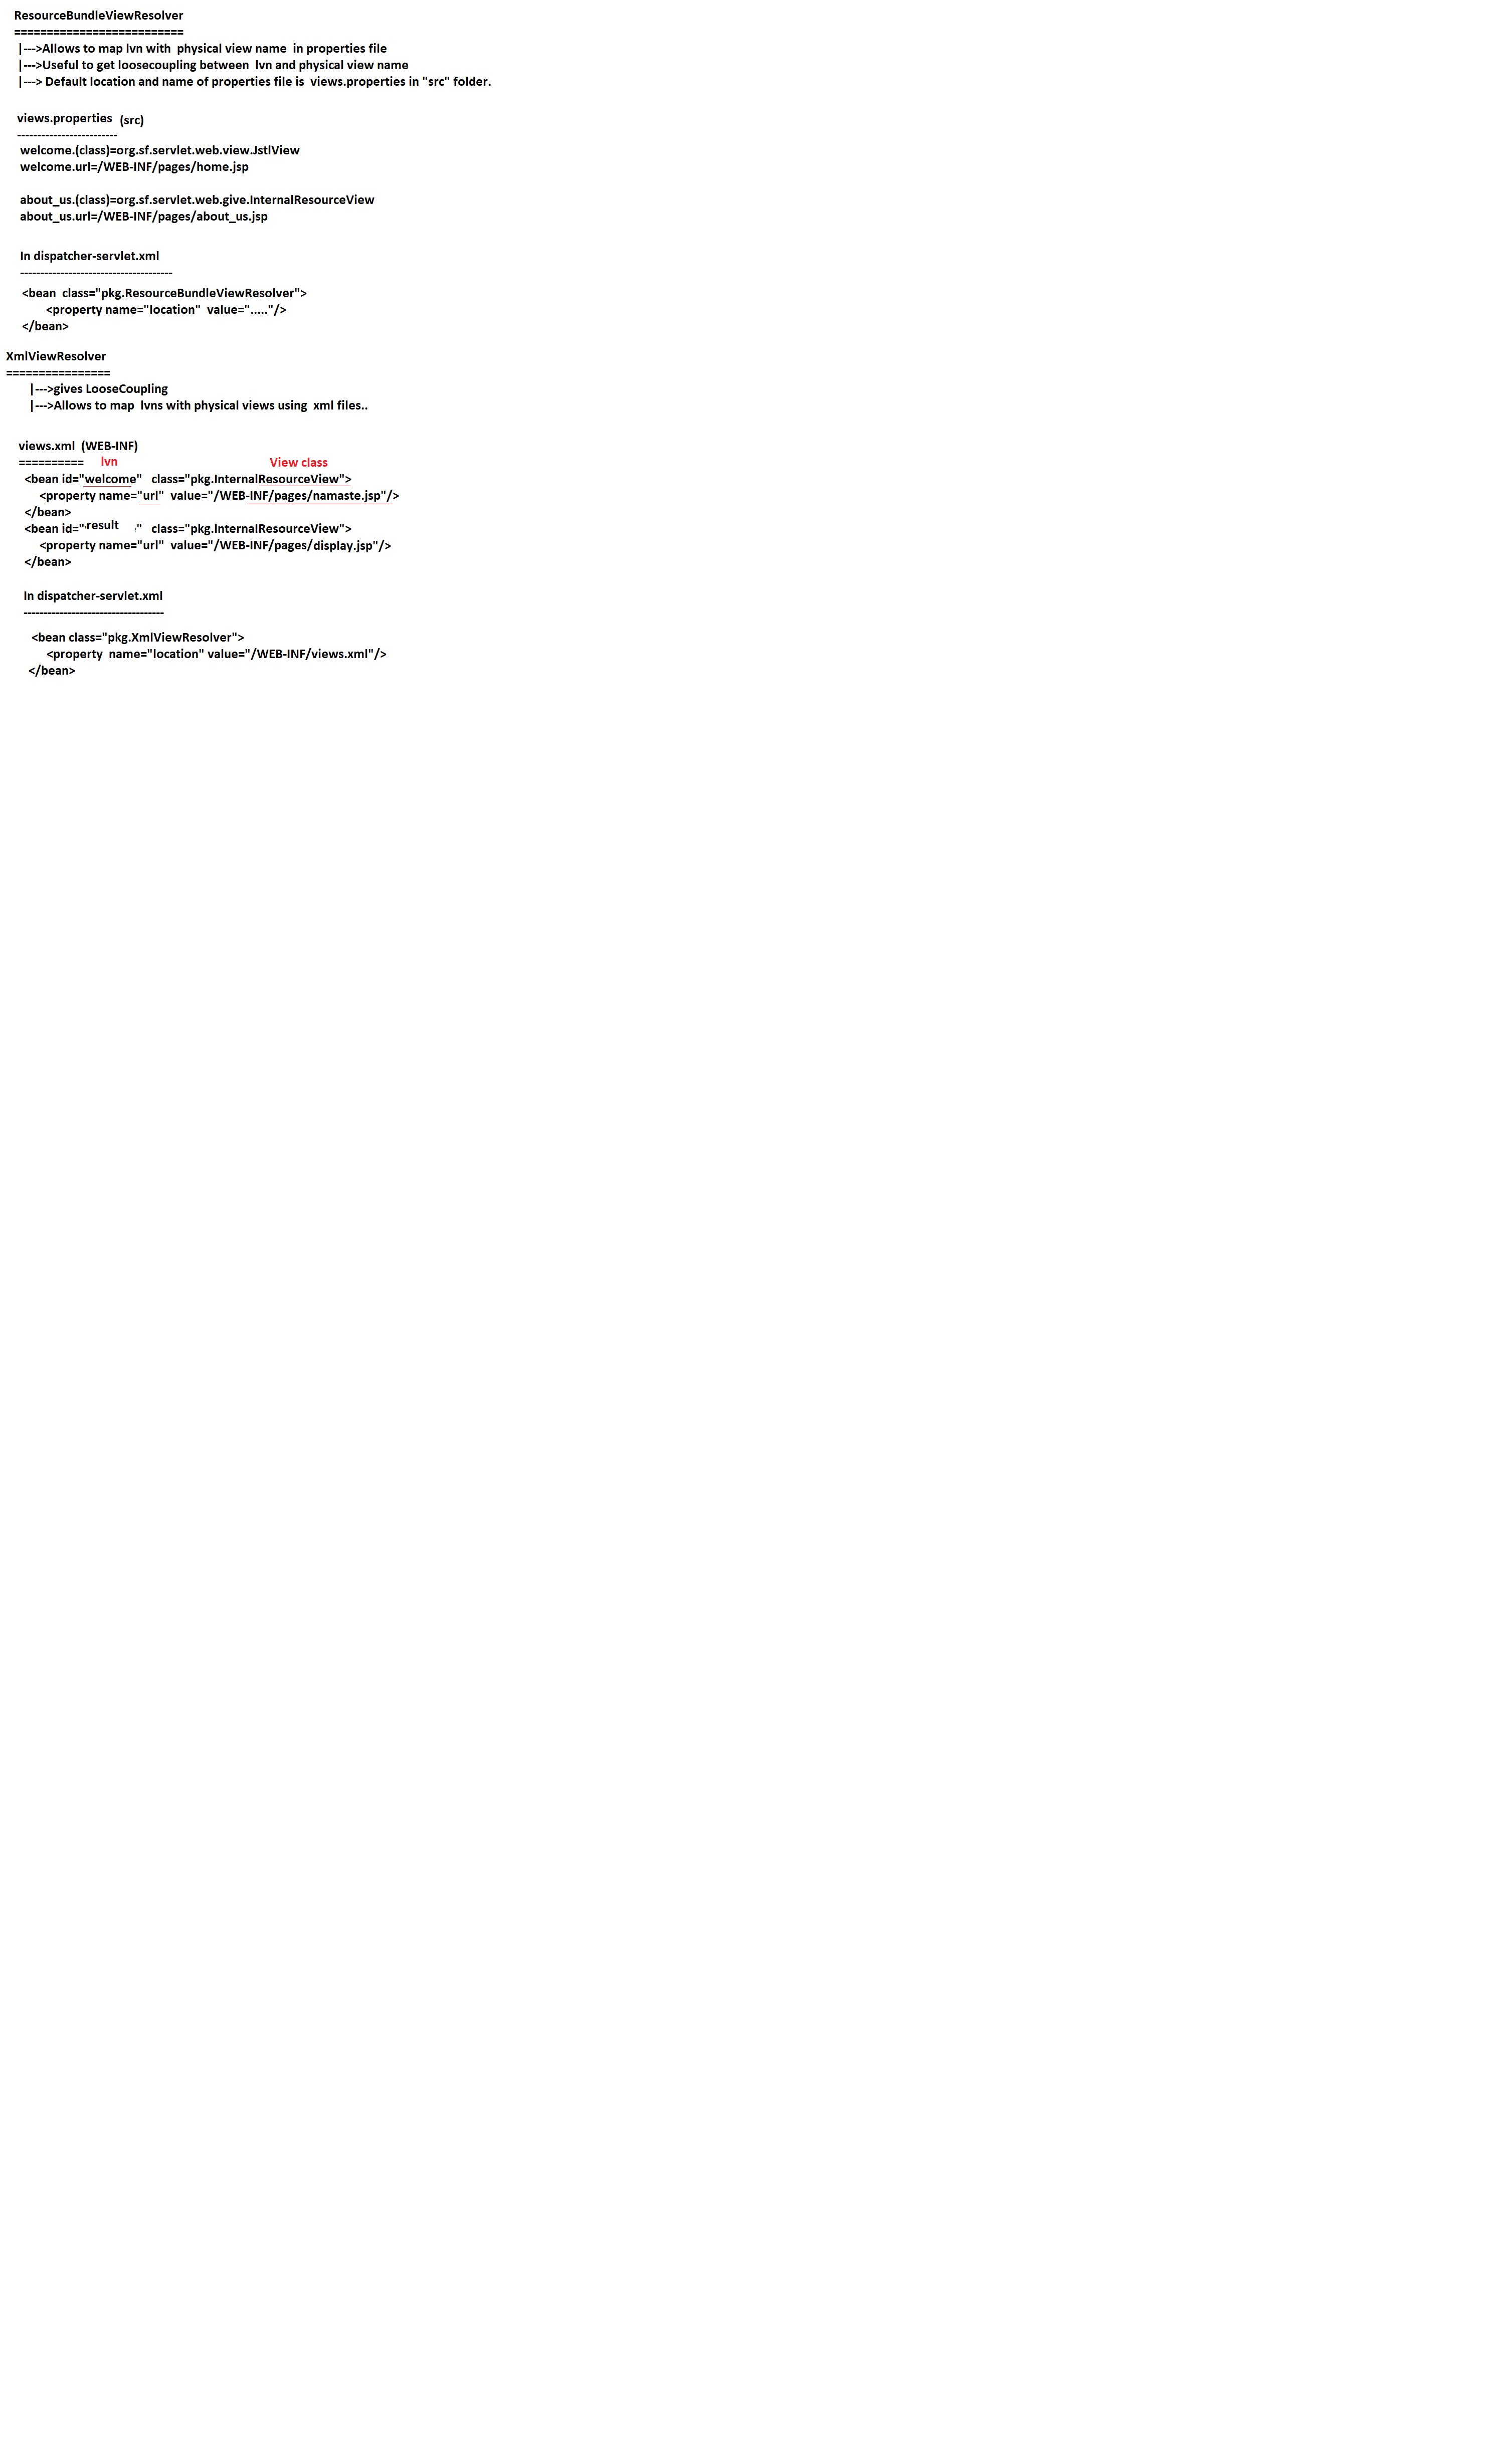 ResourceBundleViewResolver
==========================
|--->Allows to map lvn with  physical view name  in properties file
|--->Useful to get loosecoupling between  lvn and physical view name
|---> Default location and name of properties file is  views.properties in "src" folder.
views.properties  (src)
-------------------------
welcome.(class)=org.sf.servlet.web.view.JstlView
welcome.url=/WEB-INF/pages/home.jsp
about_us.(class)=org.sf.servlet.web.give.InternalResourceView
about_us.url=/WEB-INF/pages/about_us.jsp
In dispatcher-servlet.xml
--------------------------------------
<bean  class="pkg.ResourceBundleViewResolver">
<property name="location"  value="....."/>
</bean>
XmlViewResolver
================
|--->gives LooseCoupling
|--->Allows to map  lvns with physical views using  xml files..
views.xml  (WEB-INF)
==========  lvn  View class
<bean id="welcome"   class="pkg.InternalResourceView">
<property name="url"  value="/WEB-INF/pages/namaste.jsp"/>
</bean>
<bean id="result "   class="pkg.InternalResourceView">
<property name="url"  value="/WEB-INF/pages/display.jsp"/>
</bean>
In dispatcher-servlet.xml
-----------------------------------
<bean class="pkg.XmlViewResolver">
<property  name="location" value="/WEB-INF/views.xml"/>
</bean>